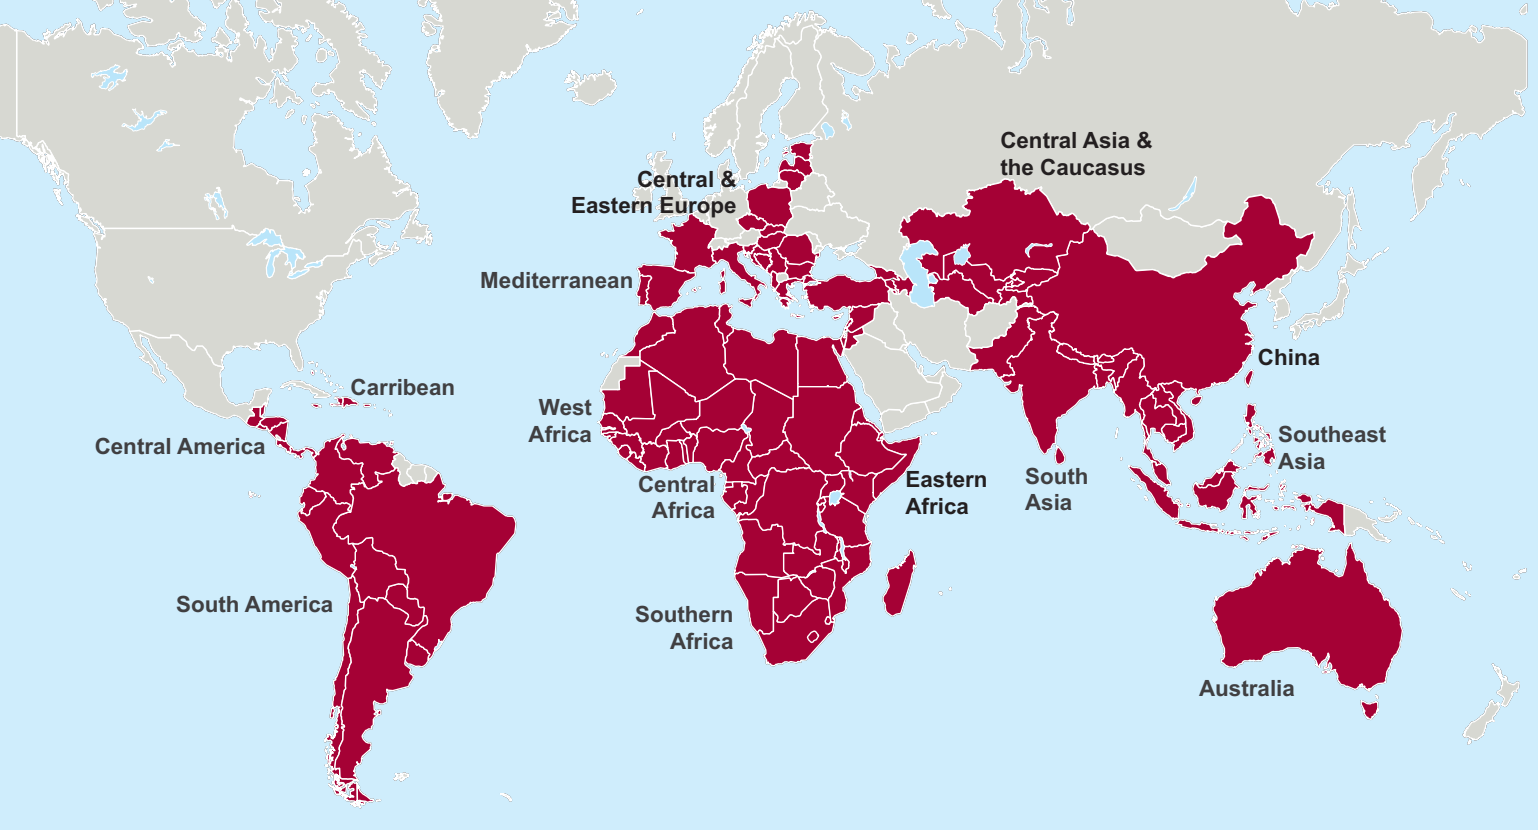 Central Asia &
the Caucasus
Central &
Eastern Europe
Mediterranean
China
Carribean
West
Africa
Central America
Southeast
Asia
South
Asia
Eastern
Africa
Central
Africa
South America
Southern
Africa
Australia